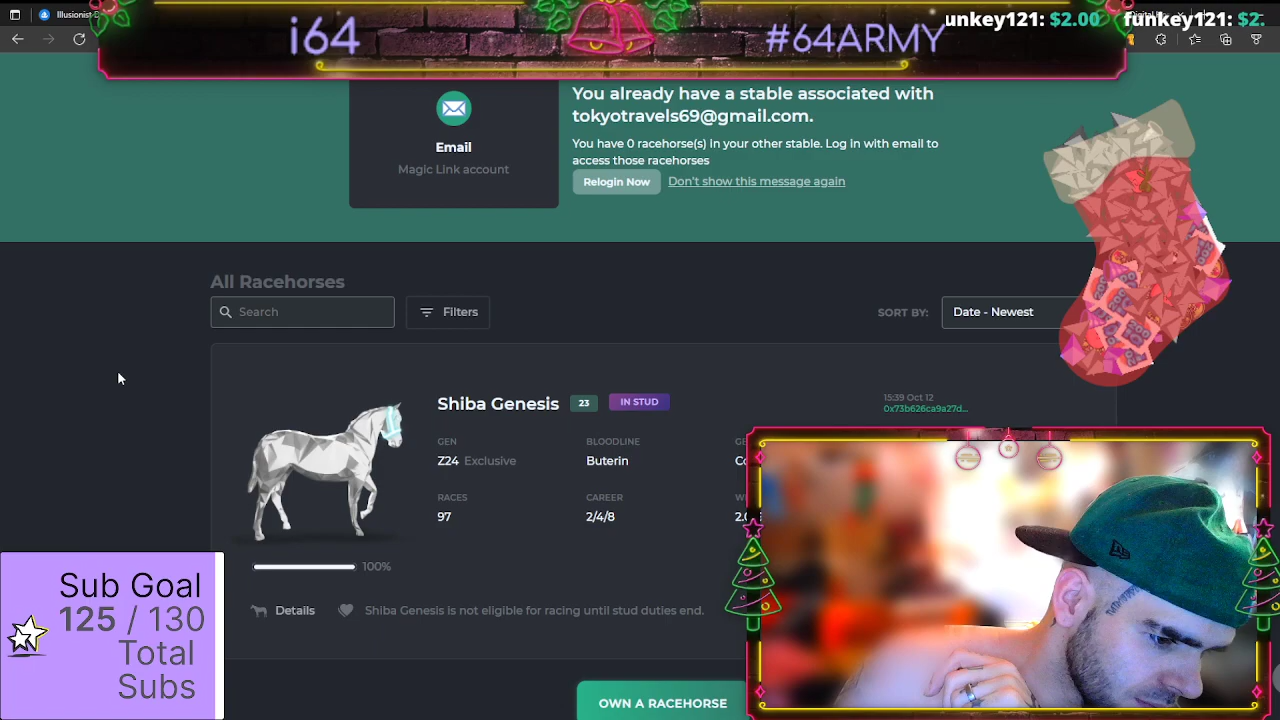 Illusionist
i64
#64ARMY
unkey121: $2.00 funkey121: $2.
Email
Magic Link account
You already have a stable associated with
tokyotravels69@gmail.com.
You have 0 racehorse(s) in your other stable. Log in with email to
access those racehorses
Relogin Now
Don't show this message again
All Racehorses
Search
Filters
SORT BY:
Date - Newest
Shiba Genesis 23 IN STUD
15:39 Oct 12
0x73b626ca9a27d...
GEN
Z24 Exclusive
BLOODLINE
Buterin
RACES
97
CAREER
2/4/8
100%
Details
Shiba Genesis is not eligible for racing until stud duties end.
OWN A RACEHORSE
Sub Goal
125 / 130
Total
Subs